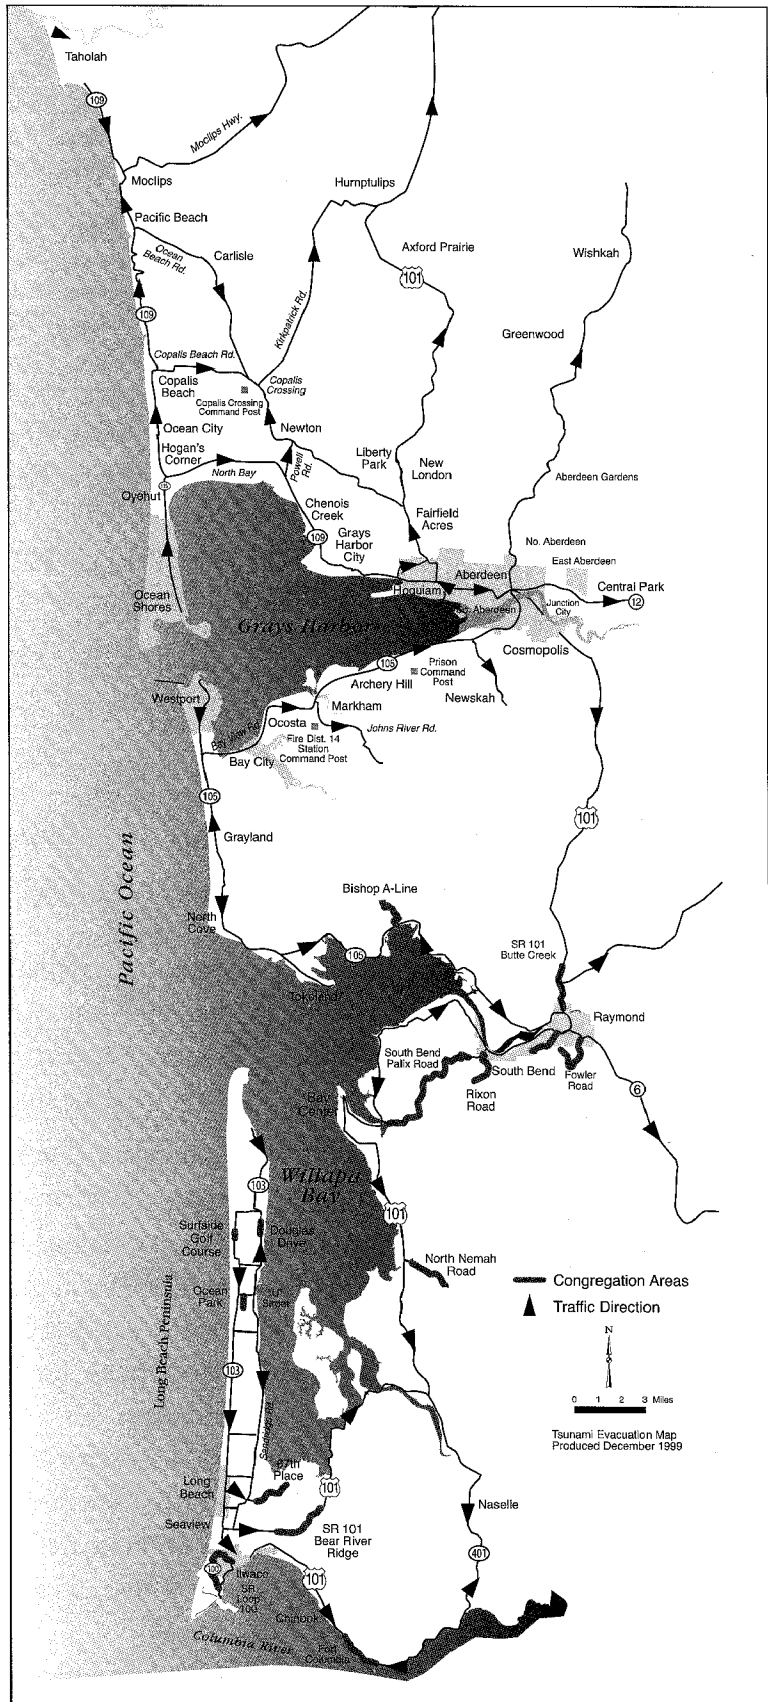 Taholah
109
Moclips Hwy.
Moclips
Humptulips
Pacific Beach
Ocean
Beach Rd.
Carlisle
Axford Prairie
Wishkah
101
Kirkpatrick Rd.
109
Greenwood
Copalis Beach Rd.
Copalis
Beach
Copalis
Crossing
Copalis Crossing
Command Post
Ocean City
Newton
Hogan's
Corner
North Bay
Powell
Rd.
Liberty
Park
New
London
Aberdeen Gardens
115
Oyehut
Chenois
Creek
109
Fairfield
Acres
Grays
Harbor
City
No. Aberdeen
East Aberdeen
Aberdeen
Hoquiam
Central Park
12
Ocean
Shores
So. Aberdeen
Junction
City
Grays Harbor
Cosmopolis
105
Prison
Command
Post
Archery Hill
Newskah
Westport
Markham
Ocosta
Johns River Rd.
Bay View Rd.
Fire Dist. 14
Station
Command Post
Bay City
105
101
Grayland
Pacific Ocean
Bishop A-Line
North
Cove
105
SR 101
Butte Creek
Tokeland
Raymond
South Bend
Palix Road
South Bend
Fowler
Road
Rixon
Road
6
Bay
Center
Willapa
Bay
103
101
Surfside
Golf
Course
Douglas
Drive
North Nemah
Road
Congregation Areas
Traffic Direction
Ocean
Park
"U"
Street
Long Beach Peninsula
N
0 1 2 3 Miles
103
Tsunami Evacuation Map
Produced December 1999
Sandridge Rd.
67th
Place
Long
Beach
101
Naselle
Seaview
SR 101
Bear River
Ridge
401
100
Ilwaco
SR
Loop
100
101
Chinook
Columbia River
Fort
Columbia